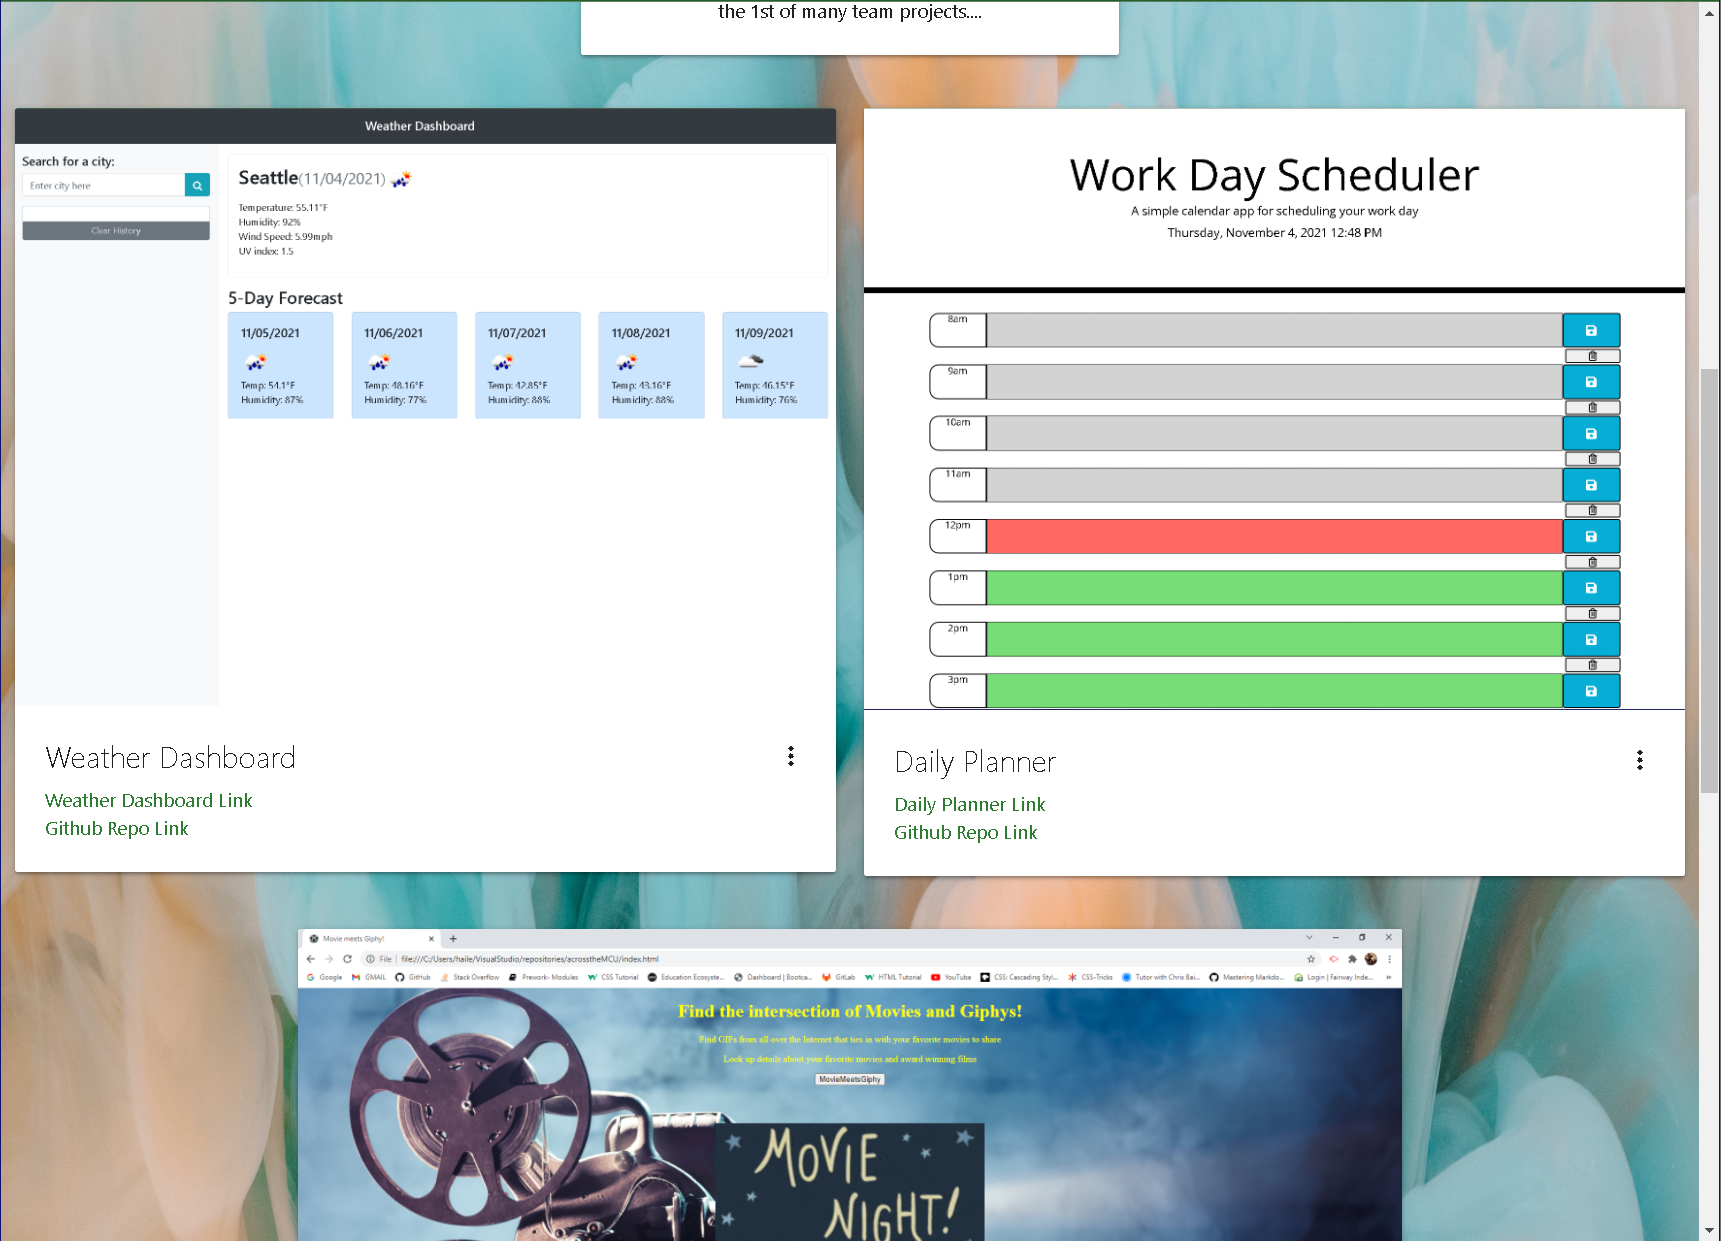 the 1st of many team projects....
Weather Dashboard
Search for a city:
Enter city here
Clear History
Seattle(11/04/2021)
Temperature: 55.11°F
Humidity: 92%
Wind Speed: 5.99mph
UV index: 1.5
5-Day Forecast
11/05/2021
Temp: 54.1°F
Humidity: 87%
11/06/2021
Temp: 48.16°F
Humidity: 77%
11/07/2021
Temp: 42.85°F
Humidity: 88%
11/08/2021
Temp: 43.16°F
Humidity: 88%
11/09/2021
Temp: 46.15°F
Humidity: 76%
Weather Dashboard
Weather Dashboard Link
Github Repo Link
Work Day Scheduler
A simple calendar app for scheduling your work day
Thursday, November 4, 2021 12:48 PM
8am
9am
10am
11am
12pm
1pm
2pm
3pm
Daily Planner
Daily Planner Link
Github Repo Link
Movie meets Giphy!
File file:///C:/Users/haile/VisualStudio/repositories/acrosstheMCU/index.html
Google GMAIL GitHub Stack Overflow Prework- Modules CSS Tutorial Education Ecosyste... Dashboard | Bootca... GitLab HTML Tutorial YouTube CSS: Cascading Styl... CSS-Tricks Tutor with Chris Bai... Mastering Markdo... Login | Fairway Inde... »
Find the intersection of Movies and Giphys!
Find GIFs from all over the Internet that ties in with your favorite movies to share
Look up details about your favorite movies and award winning films
MovieMeetsGiphy
MOVIE
NIGHT!